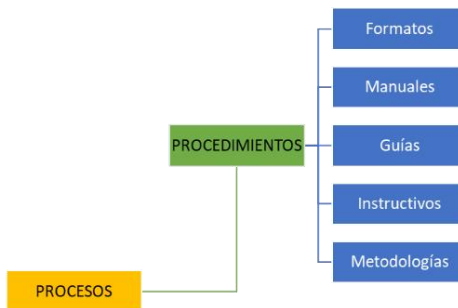 Formatos
Manuales
PROCEDIMIENTOS
Guías
Instructivos
Metodologías
PROCESOS